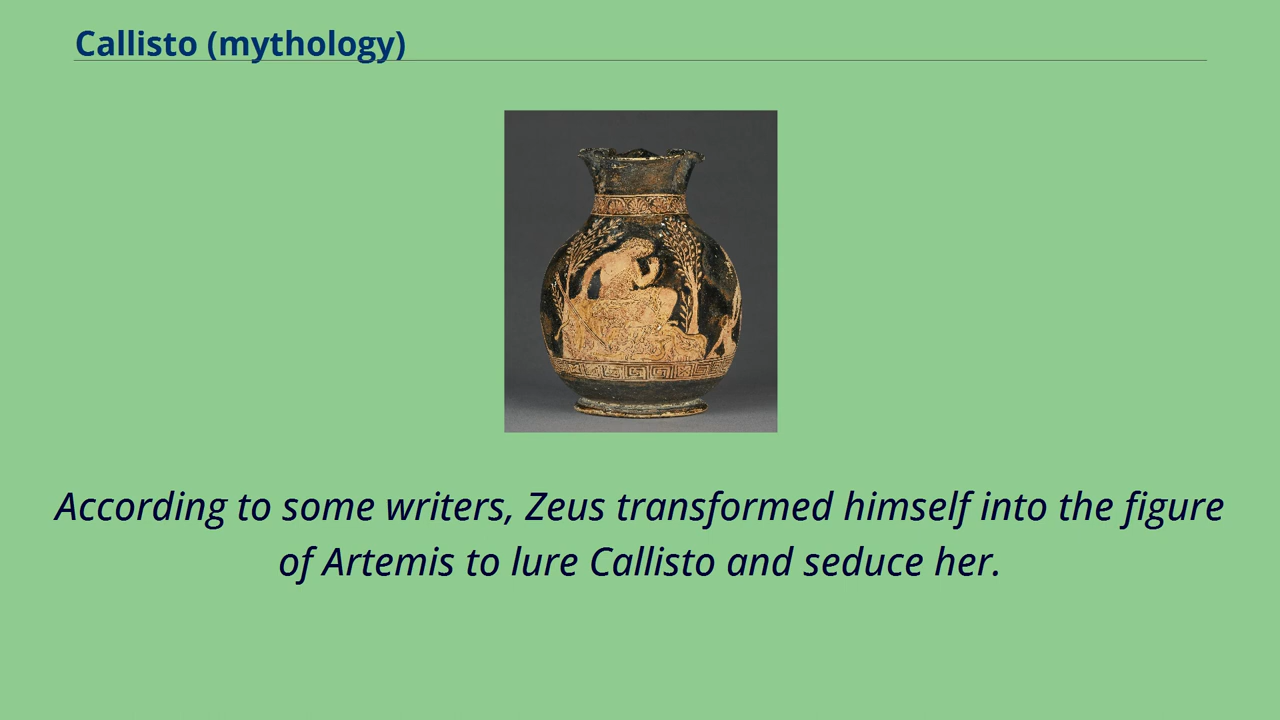 Callisto (mythology)
According to some writers, Zeus transformed himself into the figure
of Artemis to lure Callisto and seduce her.